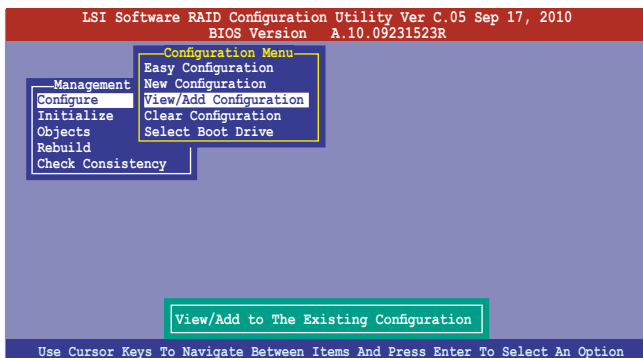 LSI Software RAID Configuration Utility Ver C.05 Sep 17, 2010
BIOS Version A.10.09231523R
Configuration Menu
Easy Configuration
New Configuration
View/Add Configuration
Clear Configuration
Select Boot Drive
Management
Configure
Initialize
Objects
Rebuild
Check Consistency
View/Add to The Existing Configuration
Use Cursor Keys To Navigate Between Items And Press Enter To Select An Option